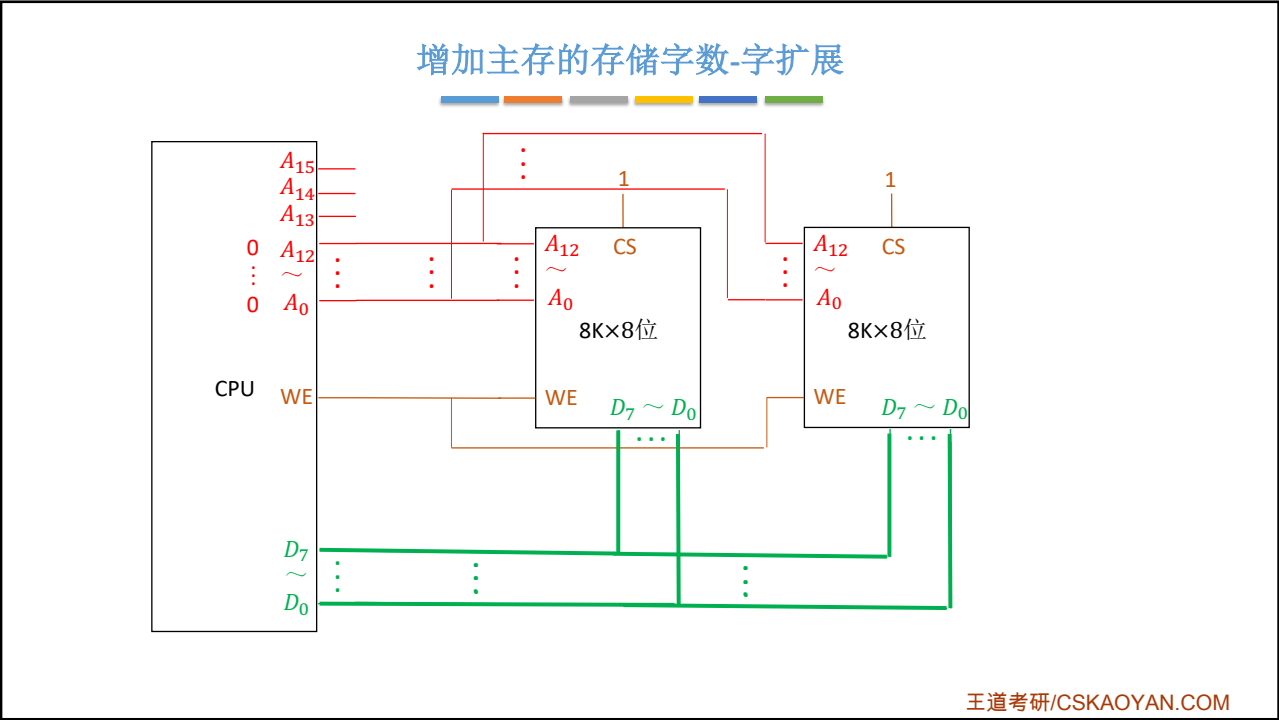 增加主存的存储字数-字扩展
A₁₅
A₁₄
A₁₃
0 A₁₂
⋮ ～
0 A₀
CPU
WE
D₇
～
D₀
1
A₁₂ CS
～
A₀
8K×8位
WE
D₇ ～ D₀
1
A₁₂ CS
～
A₀
8K×8位
WE
D₇ ～ D₀
王道考研/CSKAOYAN.COM